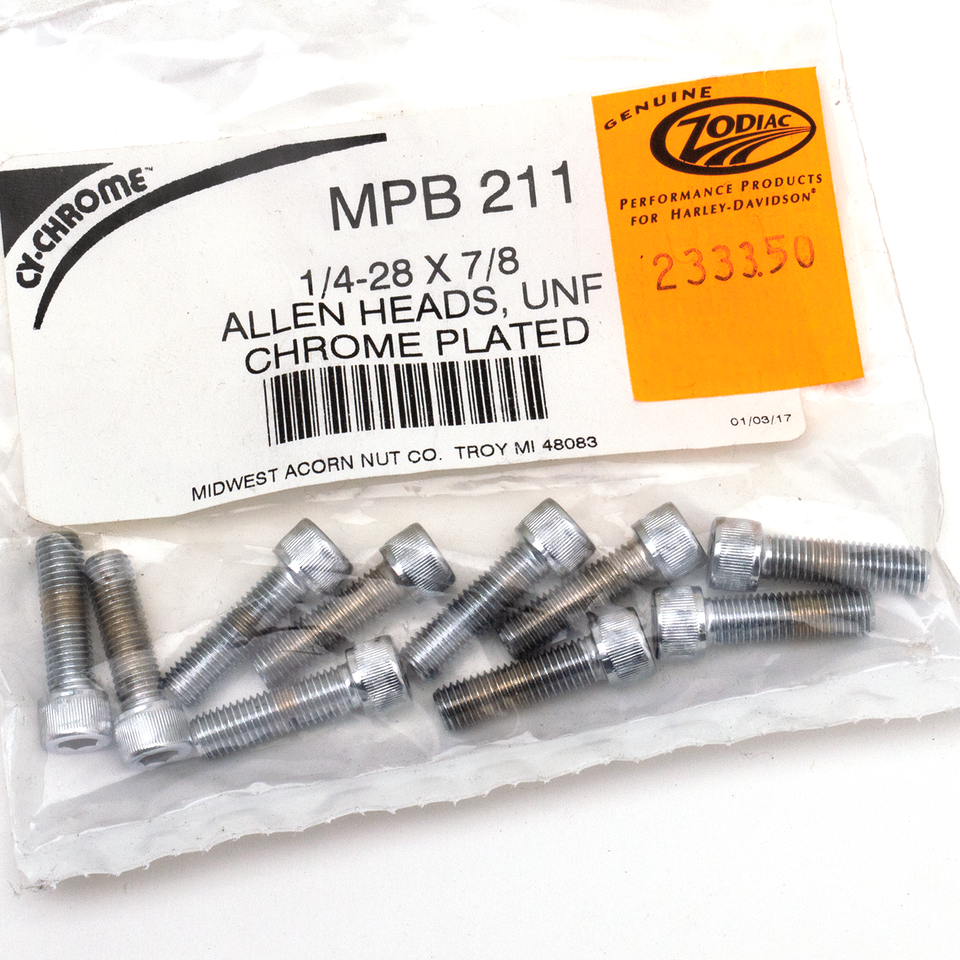 CY•CHROME™
MPB 211
1/4-28 X 7/8
ALLEN HEADS, UNF
CHROME PLATED
MIDWEST ACORN NUT CO. TROY MI 48083
01/03/17
GENUINE
ZODIAC
PERFORMANCE PRODUCTS
FOR HARLEY-DAVIDSON®
233350